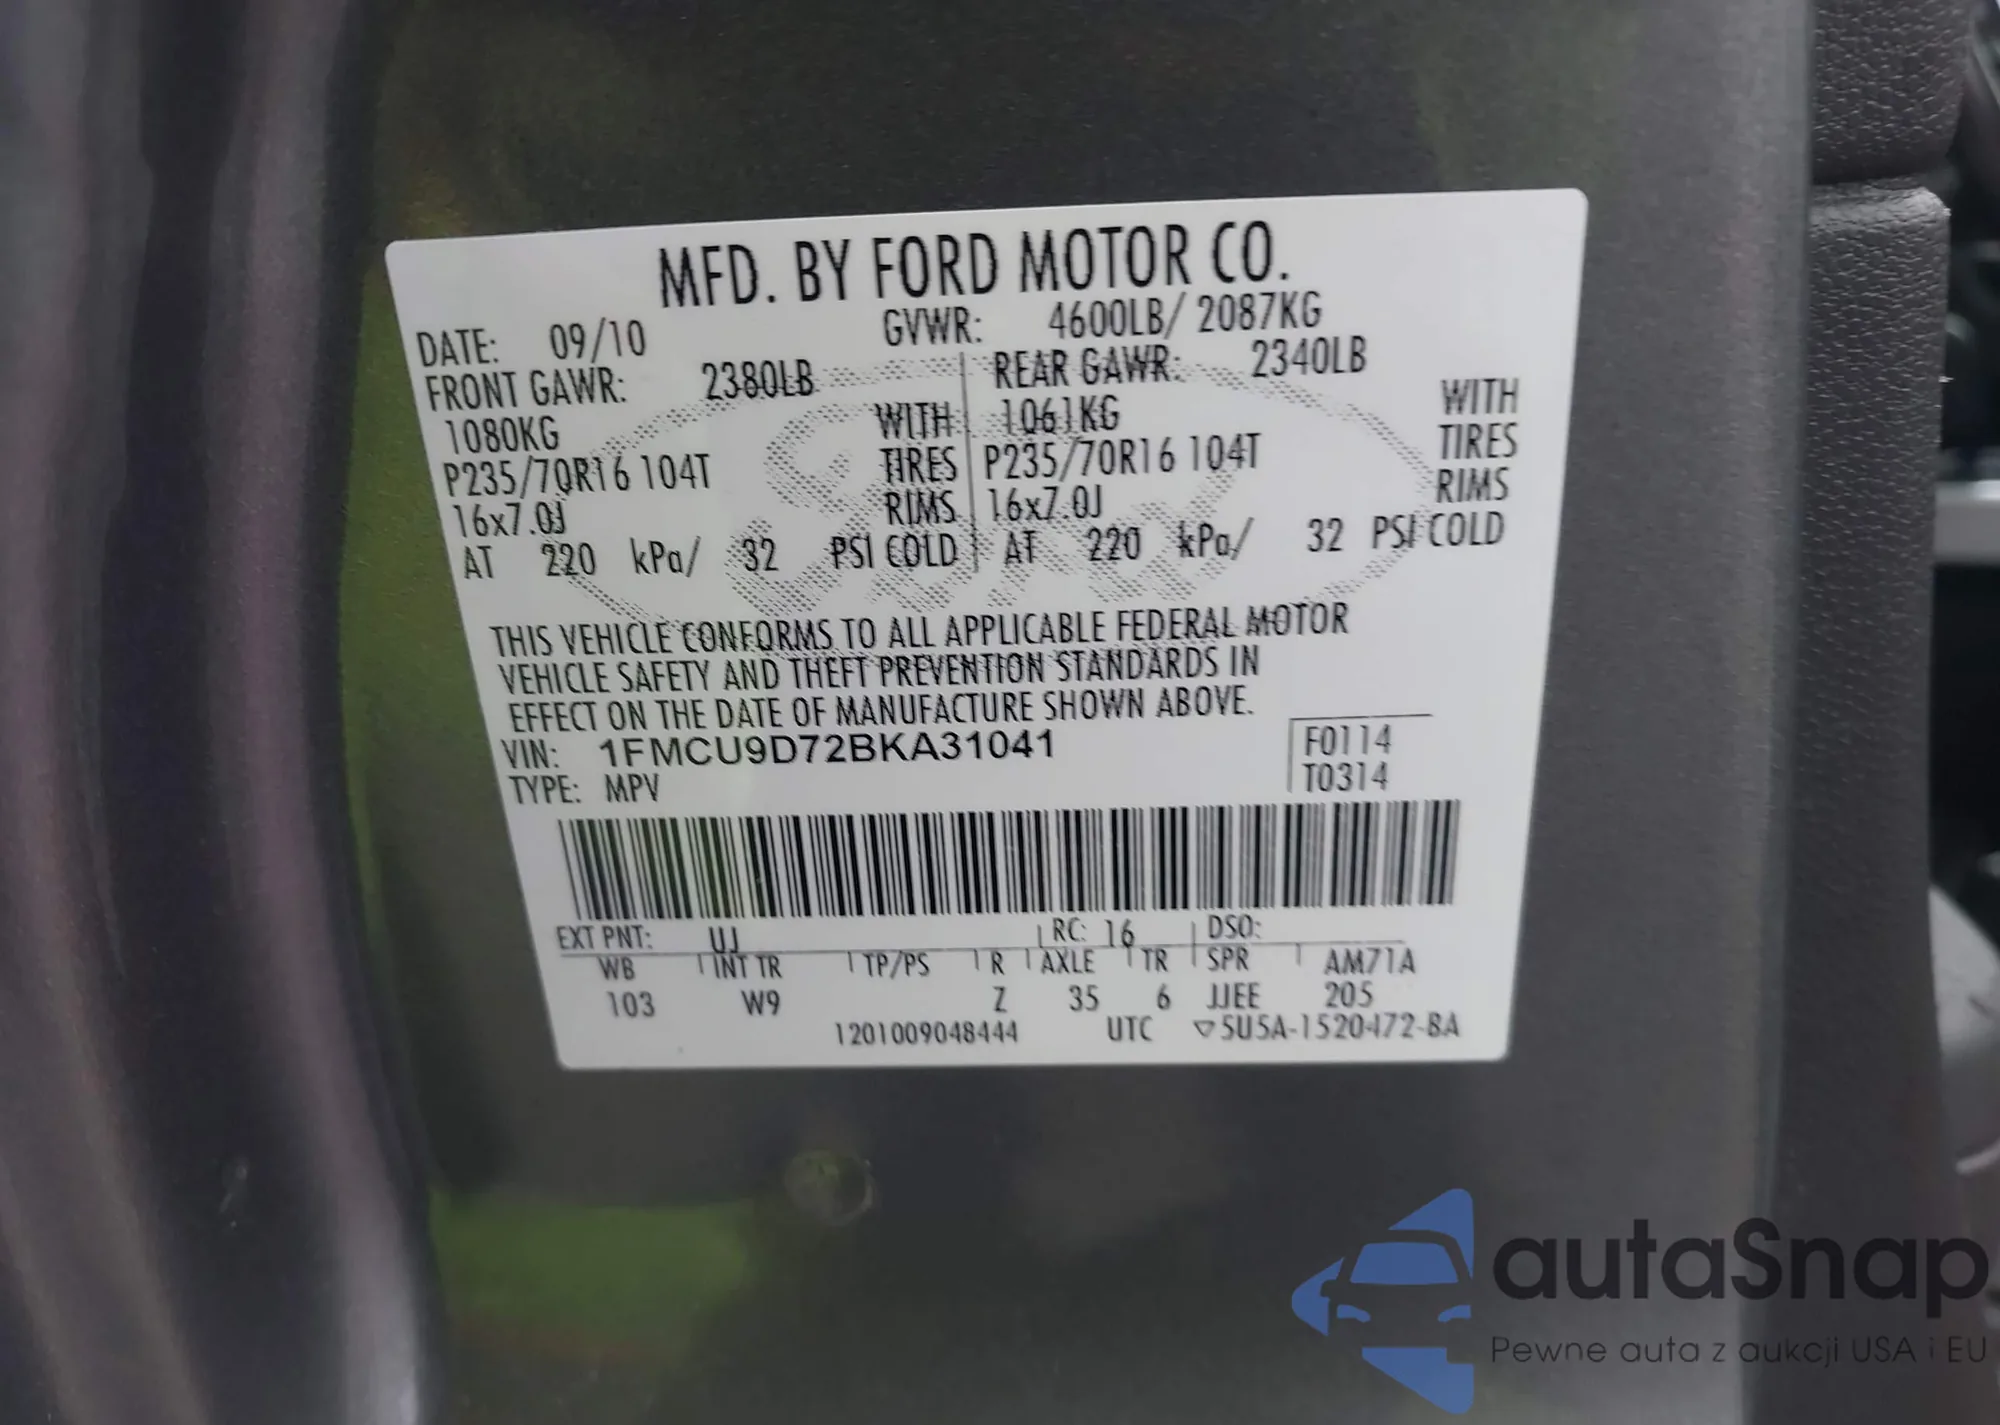 MFD. BY FORD MOTOR CO.
DATE: 09/10 GVWR: 4600LB/ 2087KG
FRONT GAWR: 2380LB REAR GAWR: 2340LB
1080KG WITH 1061KG WITH
P235/70R16 104T TIRES P235/70R16 104T TIRES
16x7.0J RIMS 16x7.0J RIMS
AT 220 kPa/ 32 PSI COLD AT 220 kPa/ 32 PSI COLD
THIS VEHICLE CONFORMS TO ALL APPLICABLE FEDERAL MOTOR
VEHICLE SAFETY AND THEFT PREVENTION STANDARDS IN
EFFECT ON THE DATE OF MANUFACTURE SHOWN ABOVE.
VIN: 1FMCU9D72BKA31041 F0114
TYPE: MPV T0314
EXT PNT: UJ RC: 16 DSO:
WB INT TR TP/PS R AXLE TR SPR AM71A
103 W9 Z 35 6 JJEE 205
1201009048444 UTC ▽5U5A-1520472-BA
autaSnap
Pewne auta z aukcji USA i EU